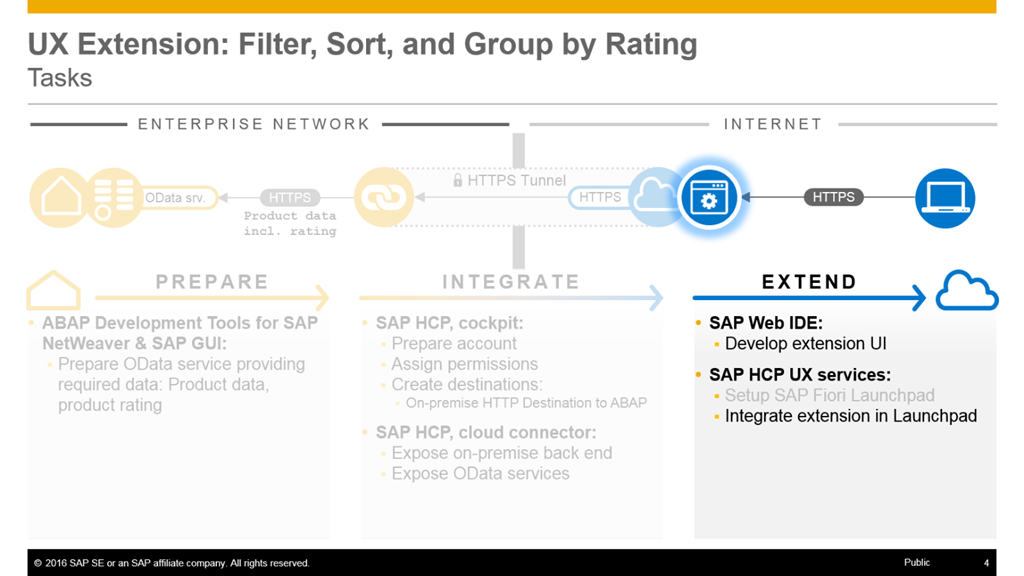 UX Extension: Filter, Sort, and Group by Rating
Tasks
ENTERPRISE NETWORK
INTERNET
OData srv.
HTTPS
Product data
incl. rating
HTTPS Tunnel
HTTPS
HTTPS
PREPARE
• ABAP Development Tools for SAP
NetWeaver & SAP GUI:
▪ Prepare OData service providing
required data: Product data,
product rating
INTEGRATE
• SAP HCP, cockpit:
▪ Prepare account
▪ Assign permissions
▪ Create destinations:
• On-premise HTTP Destination to ABAP
• SAP HCP, cloud connector:
▪ Expose on-premise back end
▪ Expose OData services
EXTEND
• SAP Web IDE:
▪ Develop extension UI
• SAP HCP UX services:
▪ Setup SAP Fiori Launchpad
▪ Integrate extension in Launchpad
© 2016 SAP SE or an SAP affiliate company. All rights reserved.
Public
4